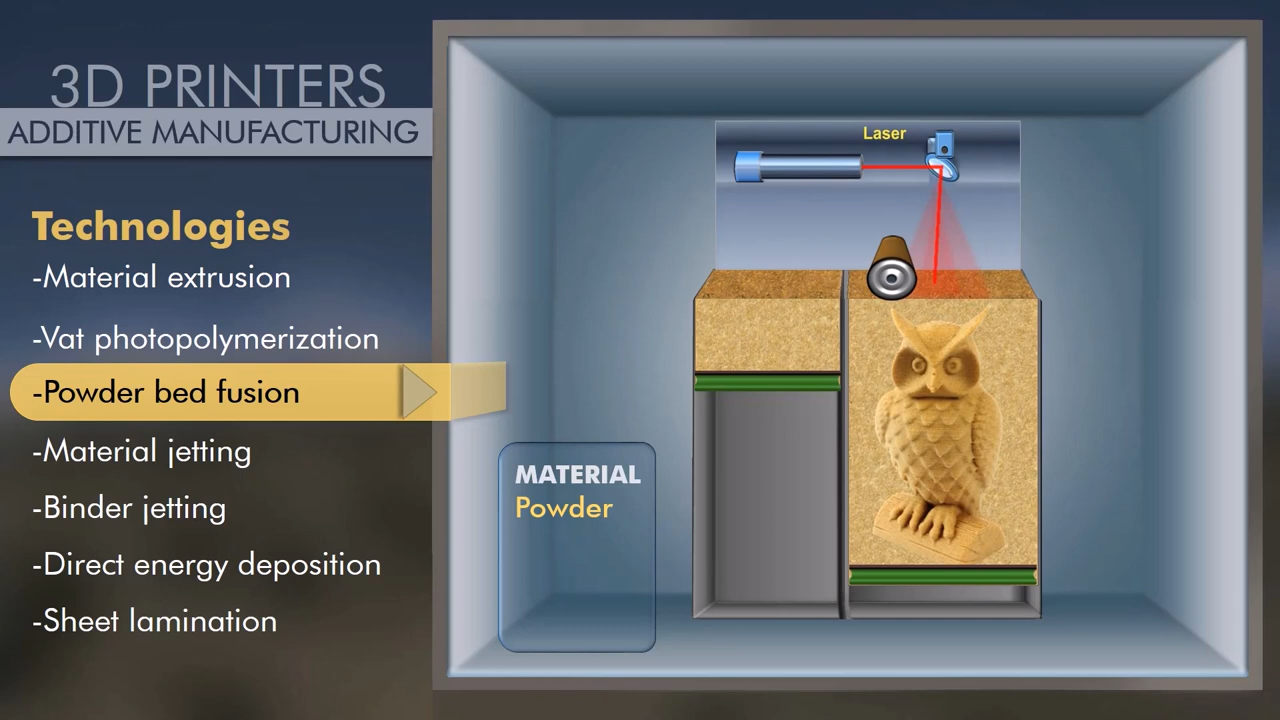 3D PRINTERS
ADDITIVE MANUFACTURING
Technologies
-Material extrusion
-Vat photopolymerization
-Powder bed fusion
-Material jetting
-Binder jetting
-Direct energy deposition
-Sheet lamination
Laser
MATERIAL
Powder